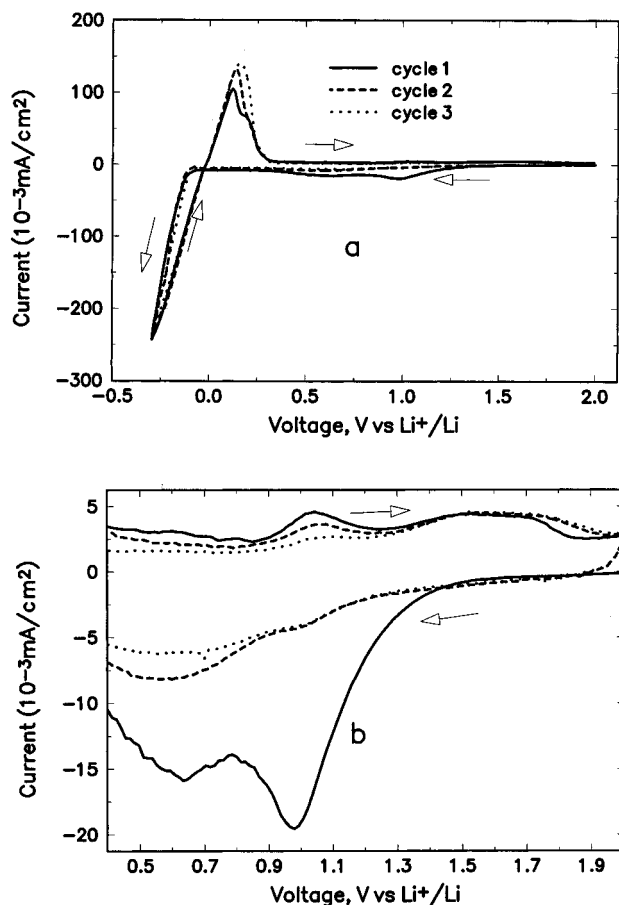 200
100
0
-100
-200
-300
Current (10⁻³mA/cm2)
cycle 1
cycle 2
cycle 3
a
-0.5
0.0
0.5
1.0
1.5
2.0
Voltage, V vs Li⁺/Li
5
0
-5
-10
-15
-20
Current (10⁻³mA/cm²)
b
0.5
0.7
0.9
1.1
1.3
1.5
1.7
1.9
Voltage, V vs Li⁺/Li